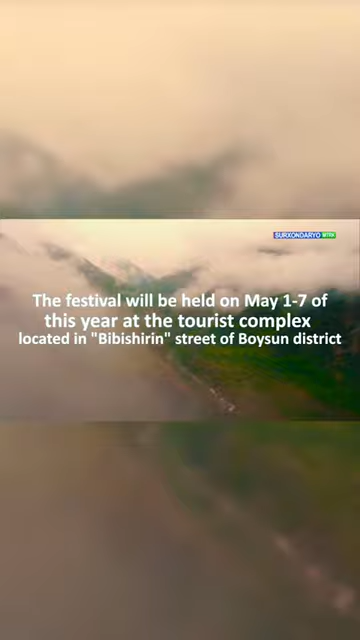 SURXONDARYO MTRK
The festival will be held on May 1-7 of
this year at the tourist complex
located in "Bibishirin" street of Boysun district